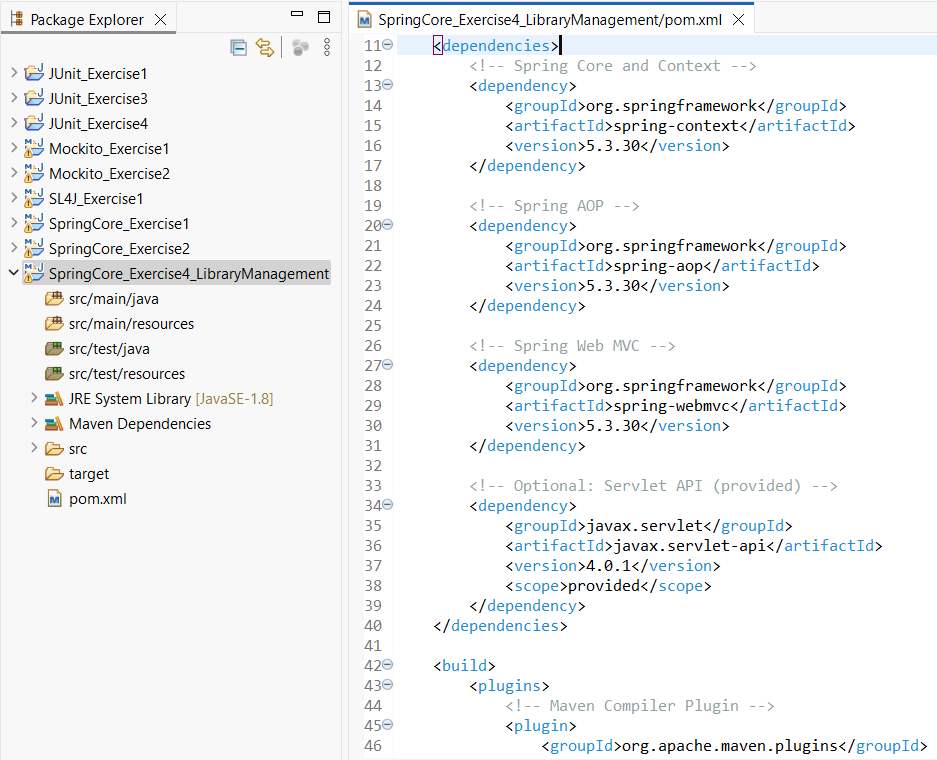 Package Explorer
JUnit_Exercise1
JUnit_Exercise3
JUnit_Exercise4
Mockito_Exercise1
Mockito_Exercise2
SL4J_Exercise1
SpringCore_Exercise1
SpringCore_Exercise2
SpringCore_Exercise4_LibraryManagement
src/main/java
src/main/resources
src/test/java
src/test/resources
JRE System Library [JavaSE-1.8]
Maven Dependencies
src
target
pom.xml
SpringCore_Exercise4_LibraryManagement/pom.xml
11 <dependencies>
12 <!-- Spring Core and Context -->
13 <dependency>
14 <groupId>org.springframework</groupId>
15 <artifactId>spring-context</artifactId>
16 <version>5.3.30</version>
17 </dependency>
18
19 <!-- Spring AOP -->
20 <dependency>
21 <groupId>org.springframework</groupId>
22 <artifactId>spring-aop</artifactId>
23 <version>5.3.30</version>
24 </dependency>
25
26 <!-- Spring Web MVC -->
27 <dependency>
28 <groupId>org.springframework</groupId>
29 <artifactId>spring-webmvc</artifactId>
30 <version>5.3.30</version>
31 </dependency>
32
33 <!-- Optional: Servlet API (provided) -->
34 <dependency>
35 <groupId>javax.servlet</groupId>
36 <artifactId>javax.servlet-api</artifactId>
37 <version>4.0.1</version>
38 <scope>provided</scope>
39 </dependency>
40 </dependencies>
41
42 <build>
43 <plugins>
44 <!-- Maven Compiler Plugin -->
45 <plugin>
46 <groupId>org.apache.maven.plugins</groupId>